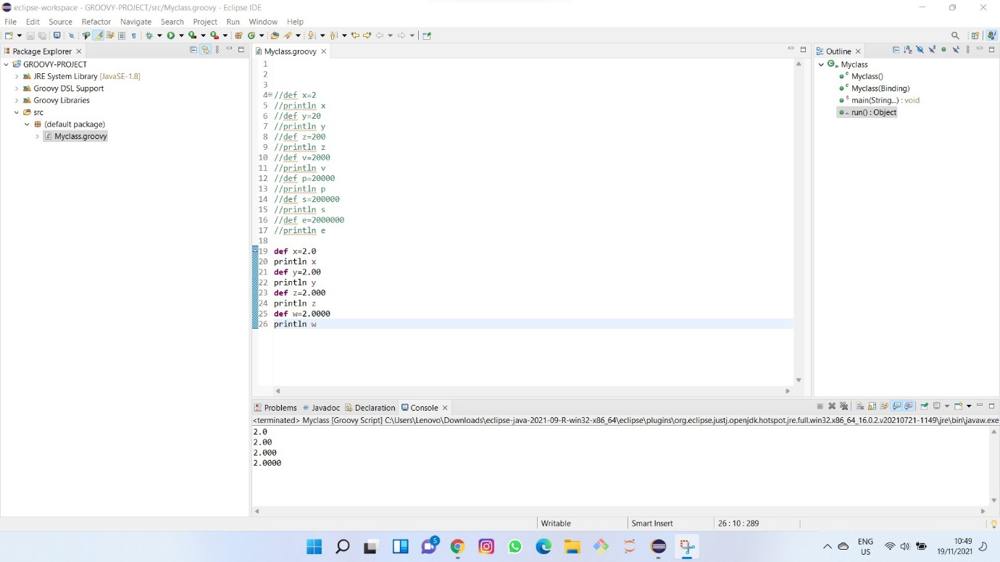 eclipse-workspace - GROOVY-PROJECT/src/Myclass.groovy - Eclipse IDE
File Edit Source Refactor Navigate Search Project Run Window Help
Package Explorer
GROOVY-PROJECT
JRE System Library [JavaSE-1.8]
Groovy DSL Support
Groovy Libraries
src
(default package)
Myclass.groovy
Myclass.groovy
1
2
3
4 //def x=2
5 //println x
6 //def y=20
7 //println y
8 //def z=200
9 //println z
10 //def v=2000
11 //println v
12 //def p=20000
13 //println p
14 //def s=200000
15 //println s
16 //def e=2000000
17 //println e
18
19 def x=2.0
20 println x
21 def y=2.00
22 println y
23 def z=2.000
24 println z
25 def w=2.0000
26 println w
Outline
Myclass
Myclass()
Myclass(Binding)
main(String...) : void
run() : Object
Problems Javadoc Declaration Console
<terminated> Myclass [Groovy Script] C:\Users\Lenovo\Downloads\eclipse-java-2021-09-R-win32-x86_64\eclipse\plugins\org.eclipse.justj.openjdk.hotspot.jre.full.win32.x86_64_16.0.2.v20210721-1149\jre\bin\javaw.exe
2.0
2.00
2.000
2.0000
Writable Smart Insert 26 : 10 : 289
5
ENG
US
10:49
19/11/2021